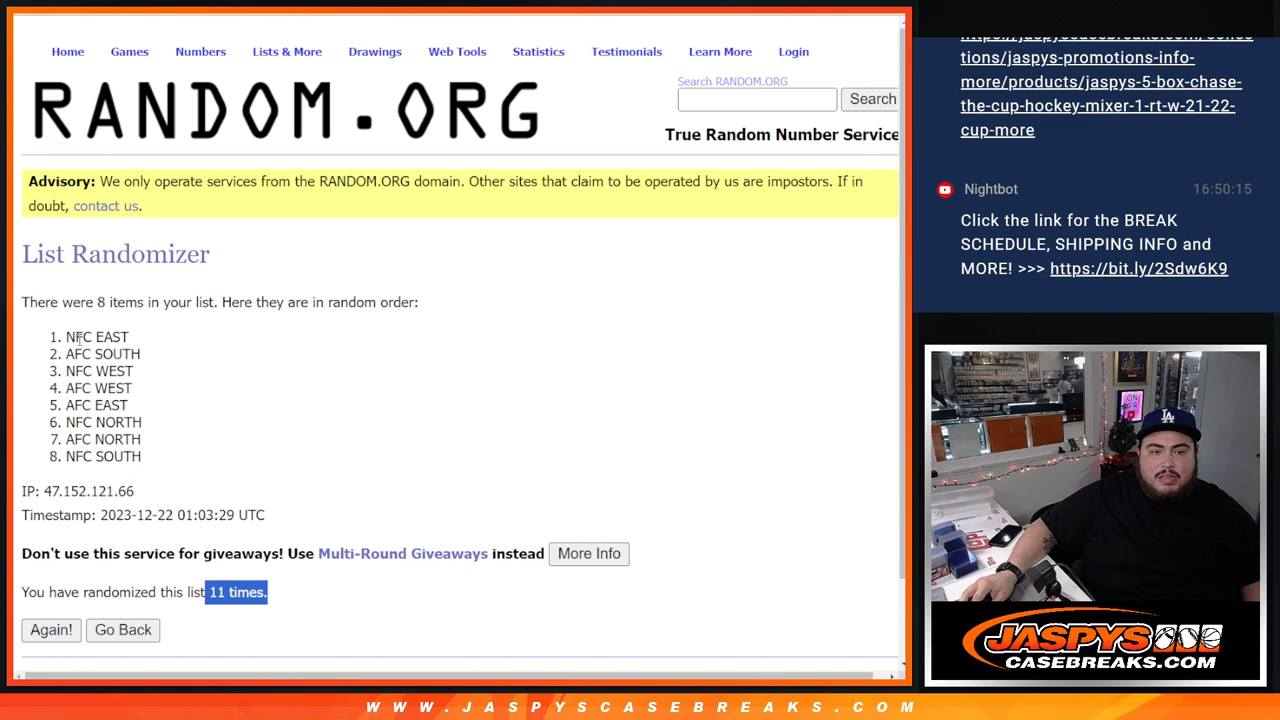 Home Games Numbers Lists & More Drawings Web Tools Statistics Testimonials Learn More Login
RANDOM.ORG
Search RANDOM.ORG
Search
True Random Number Service
Advisory: We only operate services from the RANDOM.ORG domain. Other sites that claim to be operated by us are impostors. If in
doubt, contact us.
List Randomizer
There were 8 items in your list. Here they are in random order:
1. NFC EAST
2. AFC SOUTH
3. NFC WEST
4. AFC WEST
5. AFC EAST
6. NFC NORTH
7. AFC NORTH
8. NFC SOUTH
IP: 47.152.121.66
Timestamp: 2023-12-22 01:03:29 UTC
Don't use this service for giveaways! Use Multi-Round Giveaways instead More Info
You have randomized this list 11 times.
Again! Go Back
tions/jaspys-promotions-info-
more/products/jaspys-5-box-chase-
the-cup-hockey-mixer-1-rt-w-21-22-
cup-more
Nightbot 16:50:15
Click the link for the BREAK
SCHEDULE, SHIPPING INFO and
MORE! >>> https://bit.ly/2Sdw6K9
LA
JASPYS
CASEBREAKS.COM
WWW.JASPYSCASEBREAKS.COM